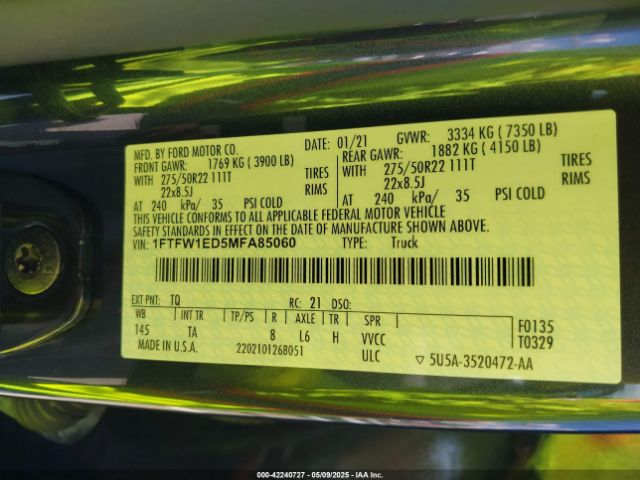 MFD. BY FORD MOTOR CO. DATE: 01/21 GVWR: 3334 KG ( 7350 LB)
FRONT GAWR: 1769 KG ( 3900 LB) REAR GAWR: 1882 KG ( 4150 LB)
WITH 275/50R22 111T TIRES WITH 275/50R22 111T TIRES
22x8.5J RIMS 22x8.5J RIMS
AT 240 kPa/ 35 PSI COLD AT 240 kPa/ 35 PSI COLD
THIS VEHICLE CONFORMS TO ALL APPLICABLE FEDERAL MOTOR VEHICLE
SAFETY STANDARDS IN EFFECT ON THE DATE OF MANUFACTURE SHOWN ABOVE.
VIN: 1FTFW1ED5MFA85060 TYPE: Truck
EXT PNT: TQ RC: 21 DSO:
WB INT TR TP/PS R AXLE TR SPR F0135
145 TA 8 L6 H VVCC T0329
MADE IN U.S.A. 2202101268051 ULC ▽ 5U5A-3520472-AA
000-42240727 - 05/09/2025 - IAA Inc.